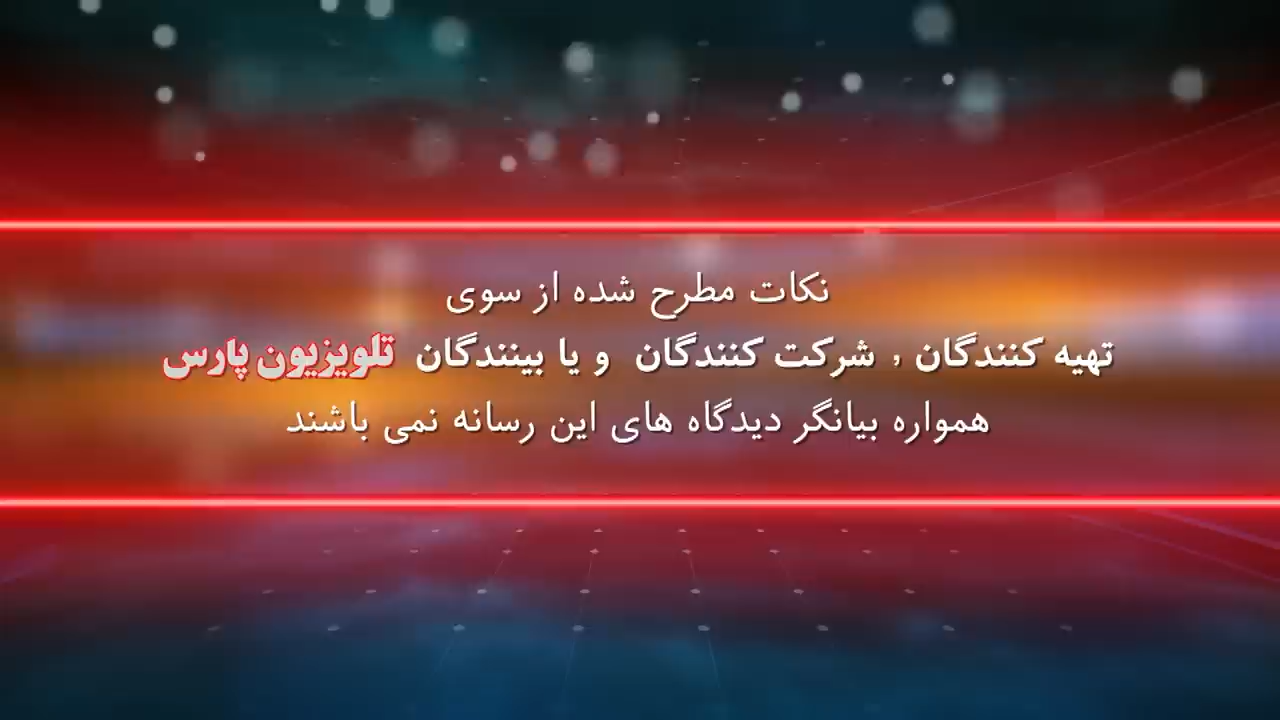 نکات مطرح شده از سوی
تهیه کنندگان , شرکت کنندگان و یا بینندگان تلویزیون پارس
همواره بیانگر دیدگاه های این رسانه نمی باشند